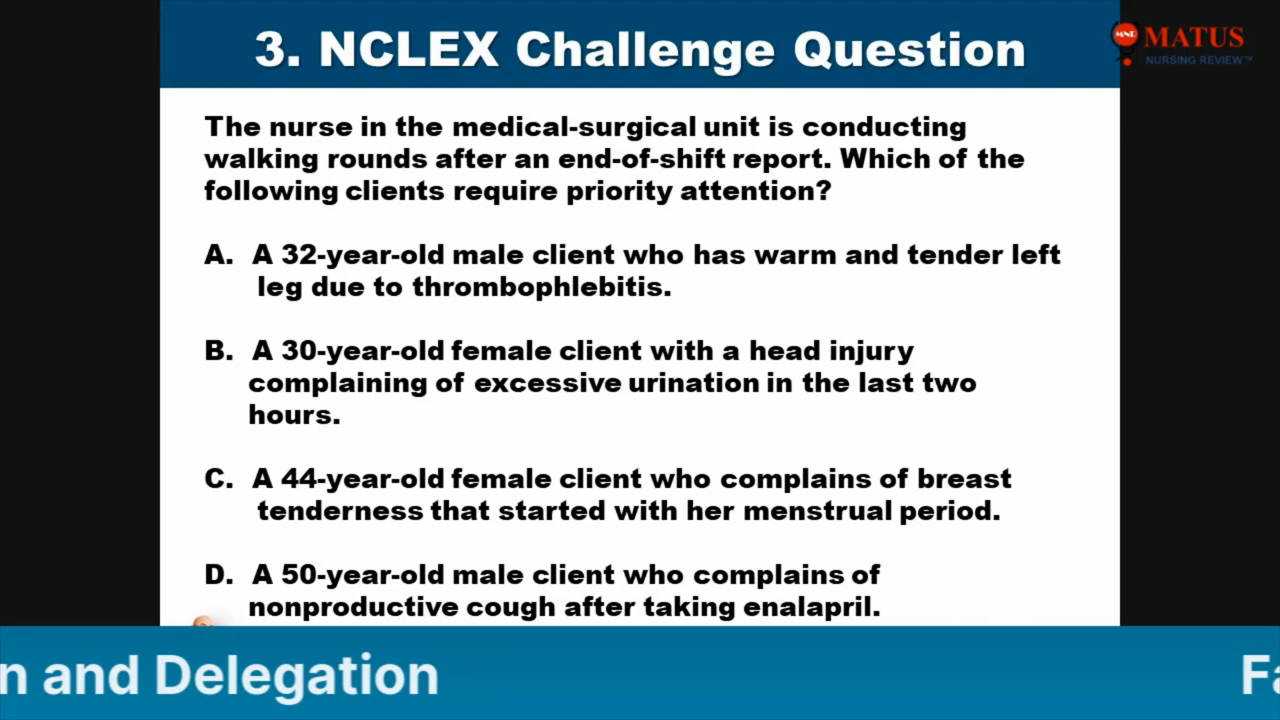 3. NCLEX Challenge Question
MNR MATUS
NURSING REVIEW™
The nurse in the medical-surgical unit is conducting
walking rounds after an end-of-shift report. Which of the
following clients require priority attention?
A. A 32-year-old male client who has warm and tender left
leg due to thrombophlebitis.
B. A 30-year-old female client with a head injury
complaining of excessive urination in the last two
hours.
C. A 44-year-old female client who complains of breast
tenderness that started with her menstrual period.
D. A 50-year-old male client who complains of
nonproductive cough after taking enalapril.
n and Delegation
Fa